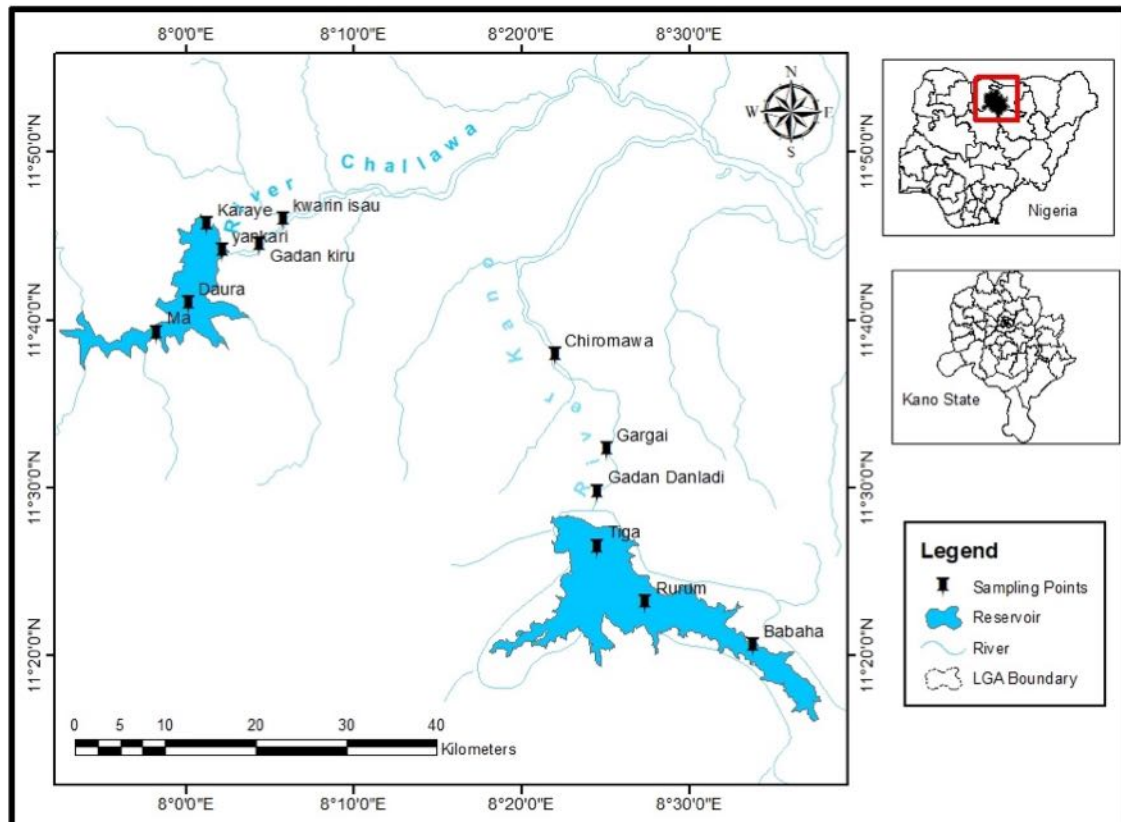 8°0'0"E 8°10'0"E 8°20'0"E 8°30'0"E
N
W E
S
11°50'0"N 11°50'0"N
River Challawa
Karaye
kwarin isau
yankari
Gadan kiru
Daura
Ma
11°40'0"N 11°40'0"N
River Kano
Chiromawa
Gargai
11°30'0"N 11°30'0"N
Gadan Danladi
Tiga
Rurum
Babaha
11°20'0"N 11°20'0"N
0 5 10 20 30 40
Kilometers
8°0'0"E 8°10'0"E 8°20'0"E 8°30'0"E
Nigeria
Kano State
Legend
Sampling Points
Reservoir
River
LGA Boundary